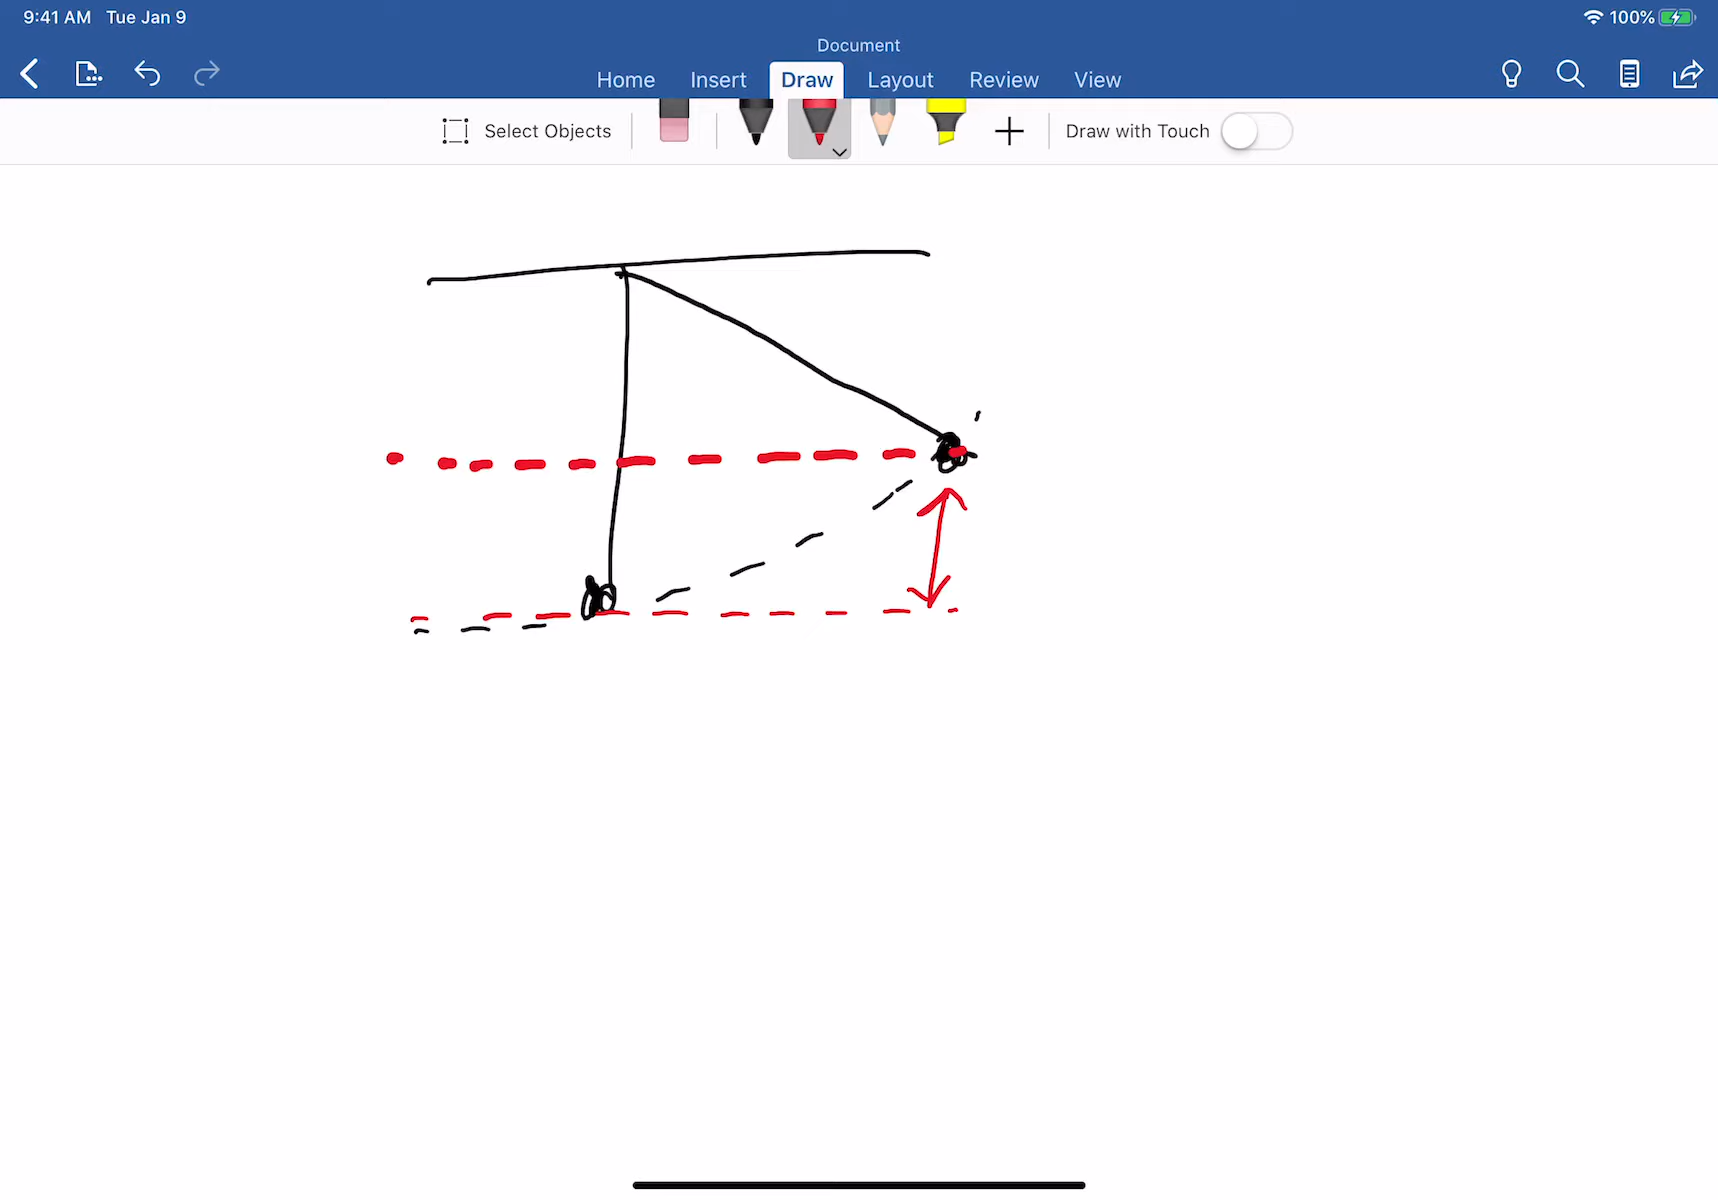 9:41 AM Tue Jan 9
100%
Document
Home Insert Draw Layout Review View
Select Objects
Draw with Touch